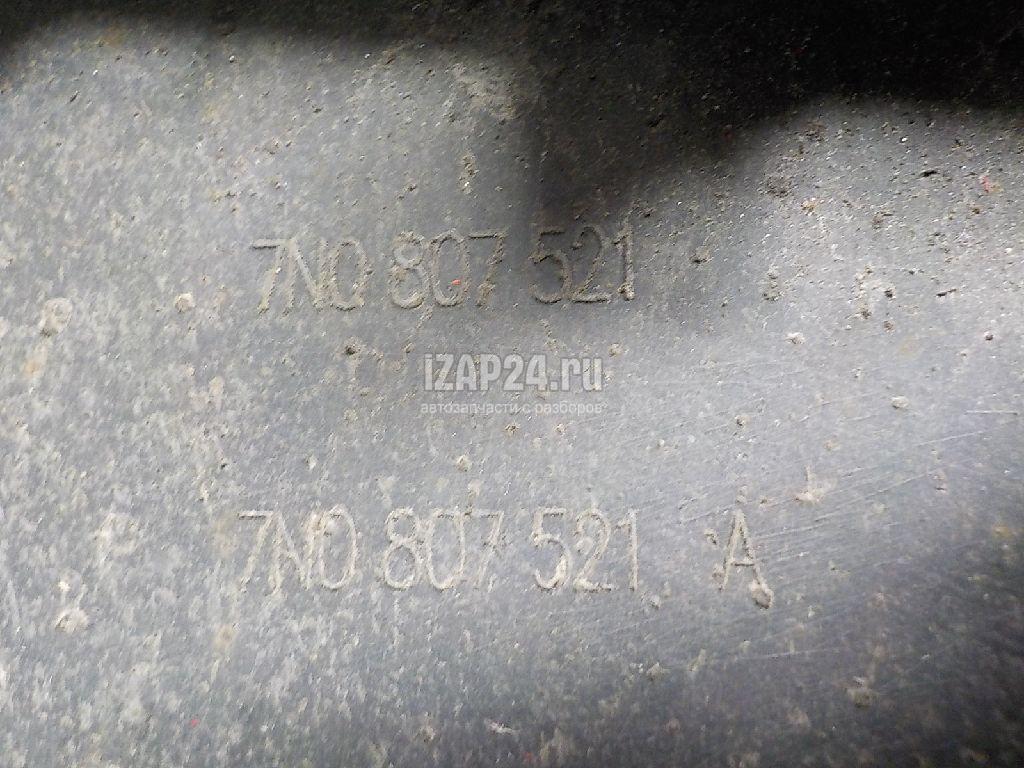 7N0 807 521
iZAP24.ru
автозапчасти с разборов
7N0 807 521 A